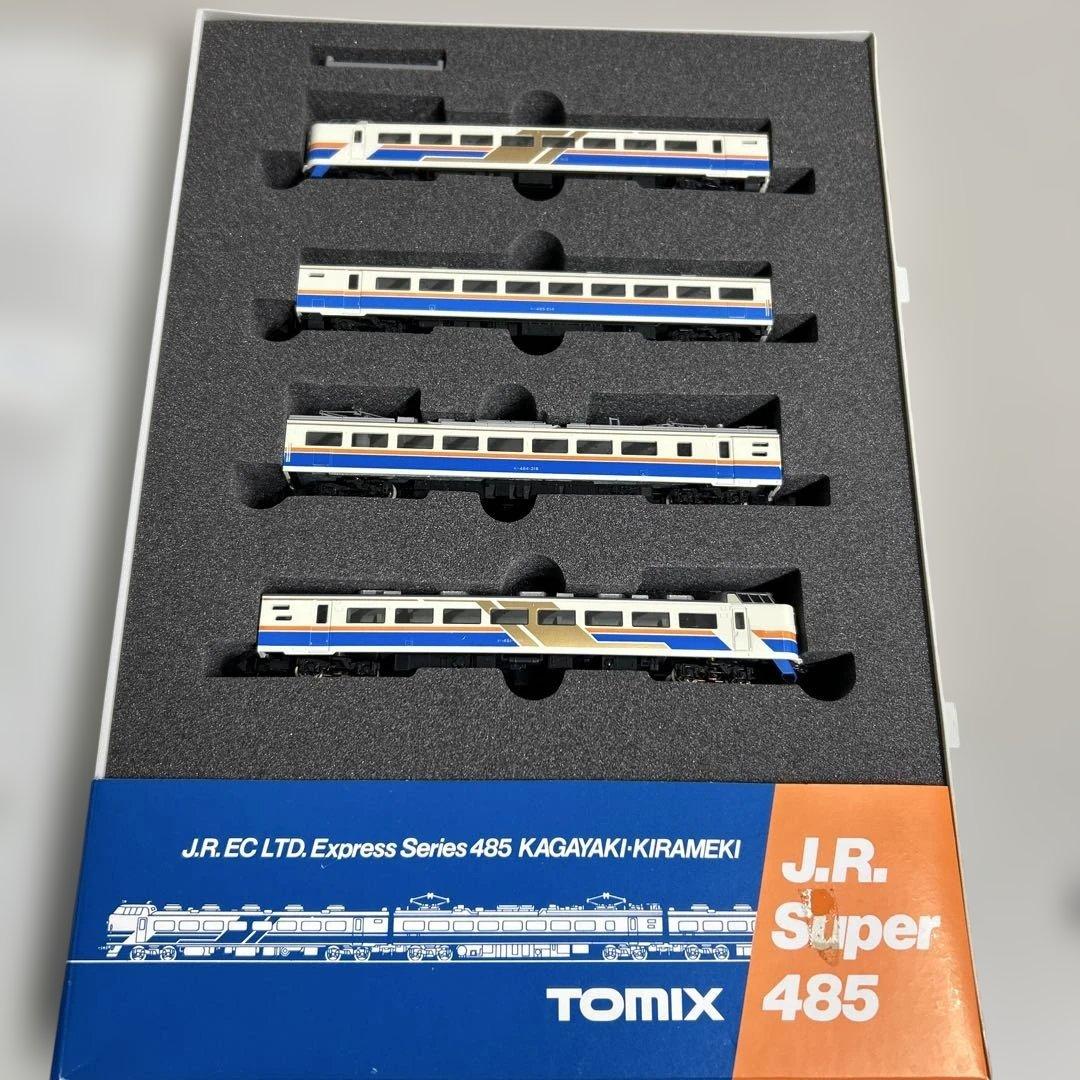 J.R. EC LTD. Express Series 485 KAGAYAKI·KIRAMEKI
TOMIX
J.R.
Super
485